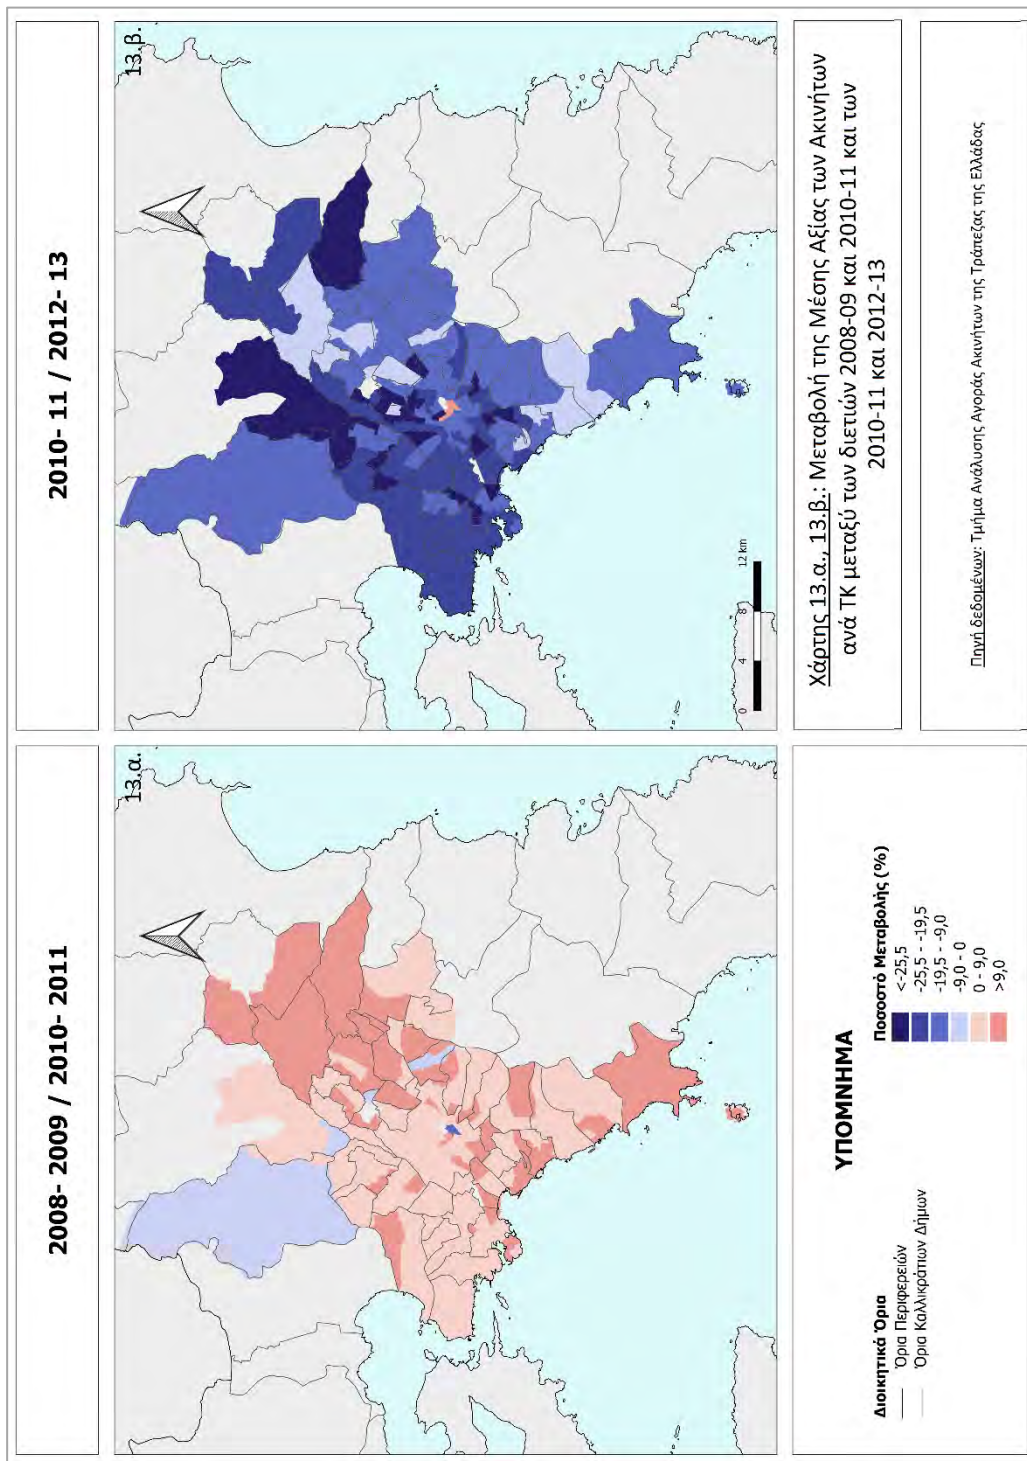 2008- 2009 / 2010- 2011
2010- 11 / 2012- 13
13.α.
13.β.
0 4 8 12 km
ΥΠΟΜΝΗΜΑ
Διοικητικά Όρια
Όρια Περιφερειών
Όρια Καλλικράτιων Δήμων
Ποσοστό Μεταβολής (%)
<-25,5
-25,5 - -19,5
-19,5 - -9,0
-9,0 - 0
0 - 9,0
>9,0
Χάρτης 13.α., 13.β.: Μεταβολή της Μέσης Αξίας των Ακινήτων
ανά ΤΚ μεταξύ των διετιών 2008-09 και 2010-11 και των
2010-11 και 2012-13
Πηγή δεδομένων: Τμήμα Ανάλυσης Αγοράς Ακινήτων της Τράπεζας της Ελλάδας